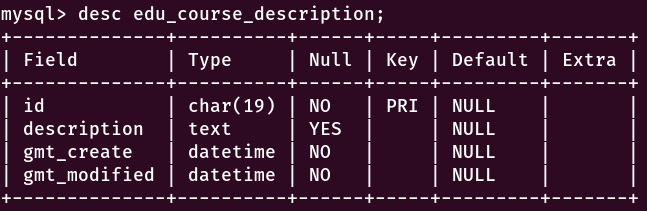 mysql> desc edu_course_description;
+--------------+----------+------+-----+---------+-------+
| Field        | Type     | Null | Key | Default | Extra |
+--------------+----------+------+-----+---------+-------+
| id           | char(19) | NO   | PRI | NULL    |       |
| description  | text     | YES  |     | NULL    |       |
| gmt_create   | datetime | NO   |     | NULL    |       |
| gmt_modified | datetime | NO   |     | NULL    |       |
+--------------+----------+------+-----+---------+-------+